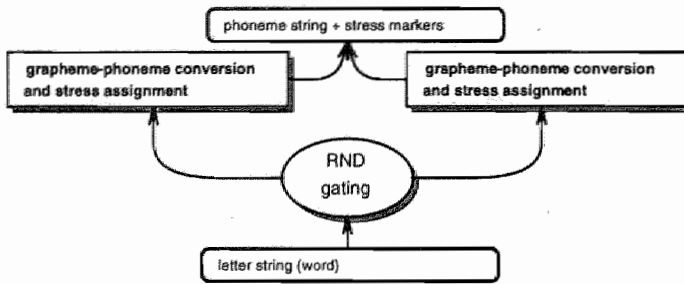 phoneme string + stress markers
grapheme-phoneme conversion
and stress assignment
grapheme-phoneme conversion
and stress assignment
RND
gating
letter string (word)